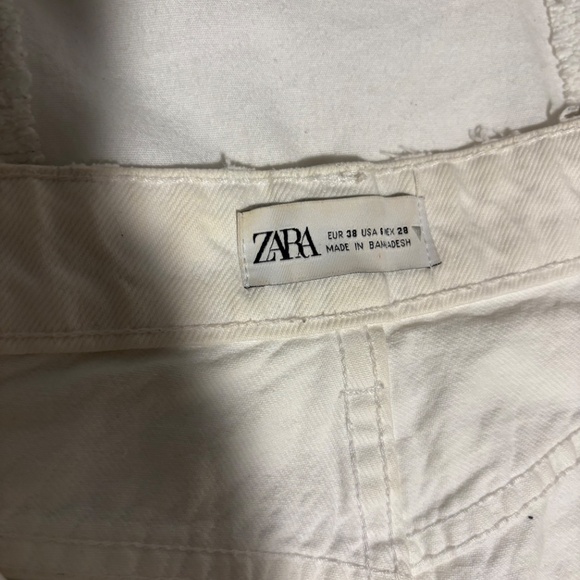 ZARA
EUR 38 USA MEX 28
MADE IN BANGLADESH